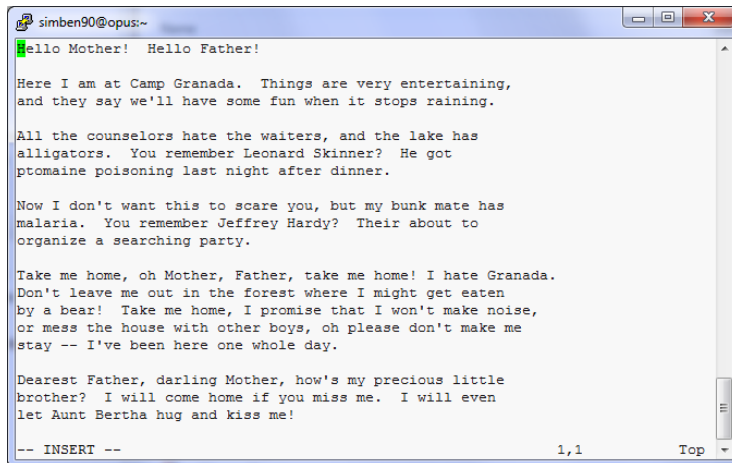 simben90@opus:~
Hello Mother!  Hello Father!
Here I am at Camp Granada.  Things are very entertaining,
and they say we'll have some fun when it stops raining.
All the counselors hate the waiters, and the lake has
alligators.  You remember Leonard Skinner?  He got
ptomaine poisoning last night after dinner.
Now I don't want this to scare you, but my bunk mate has
malaria.  You remember Jeffrey Hardy?  Their about to
organize a searching party.
Take me home, oh Mother, Father, take me home! I hate Granada.
Don't leave me out in the forest where I might get eaten
by a bear!  Take me home, I promise that I won't make noise,
or mess the house with other boys, oh please don't make me
stay -- I've been here one whole day.
Dearest Father, darling Mother, how's my precious little
brother?  I will come home if you miss me.  I will even
let Aunt Bertha hug and kiss me!
-- INSERT -- 1,1 Top